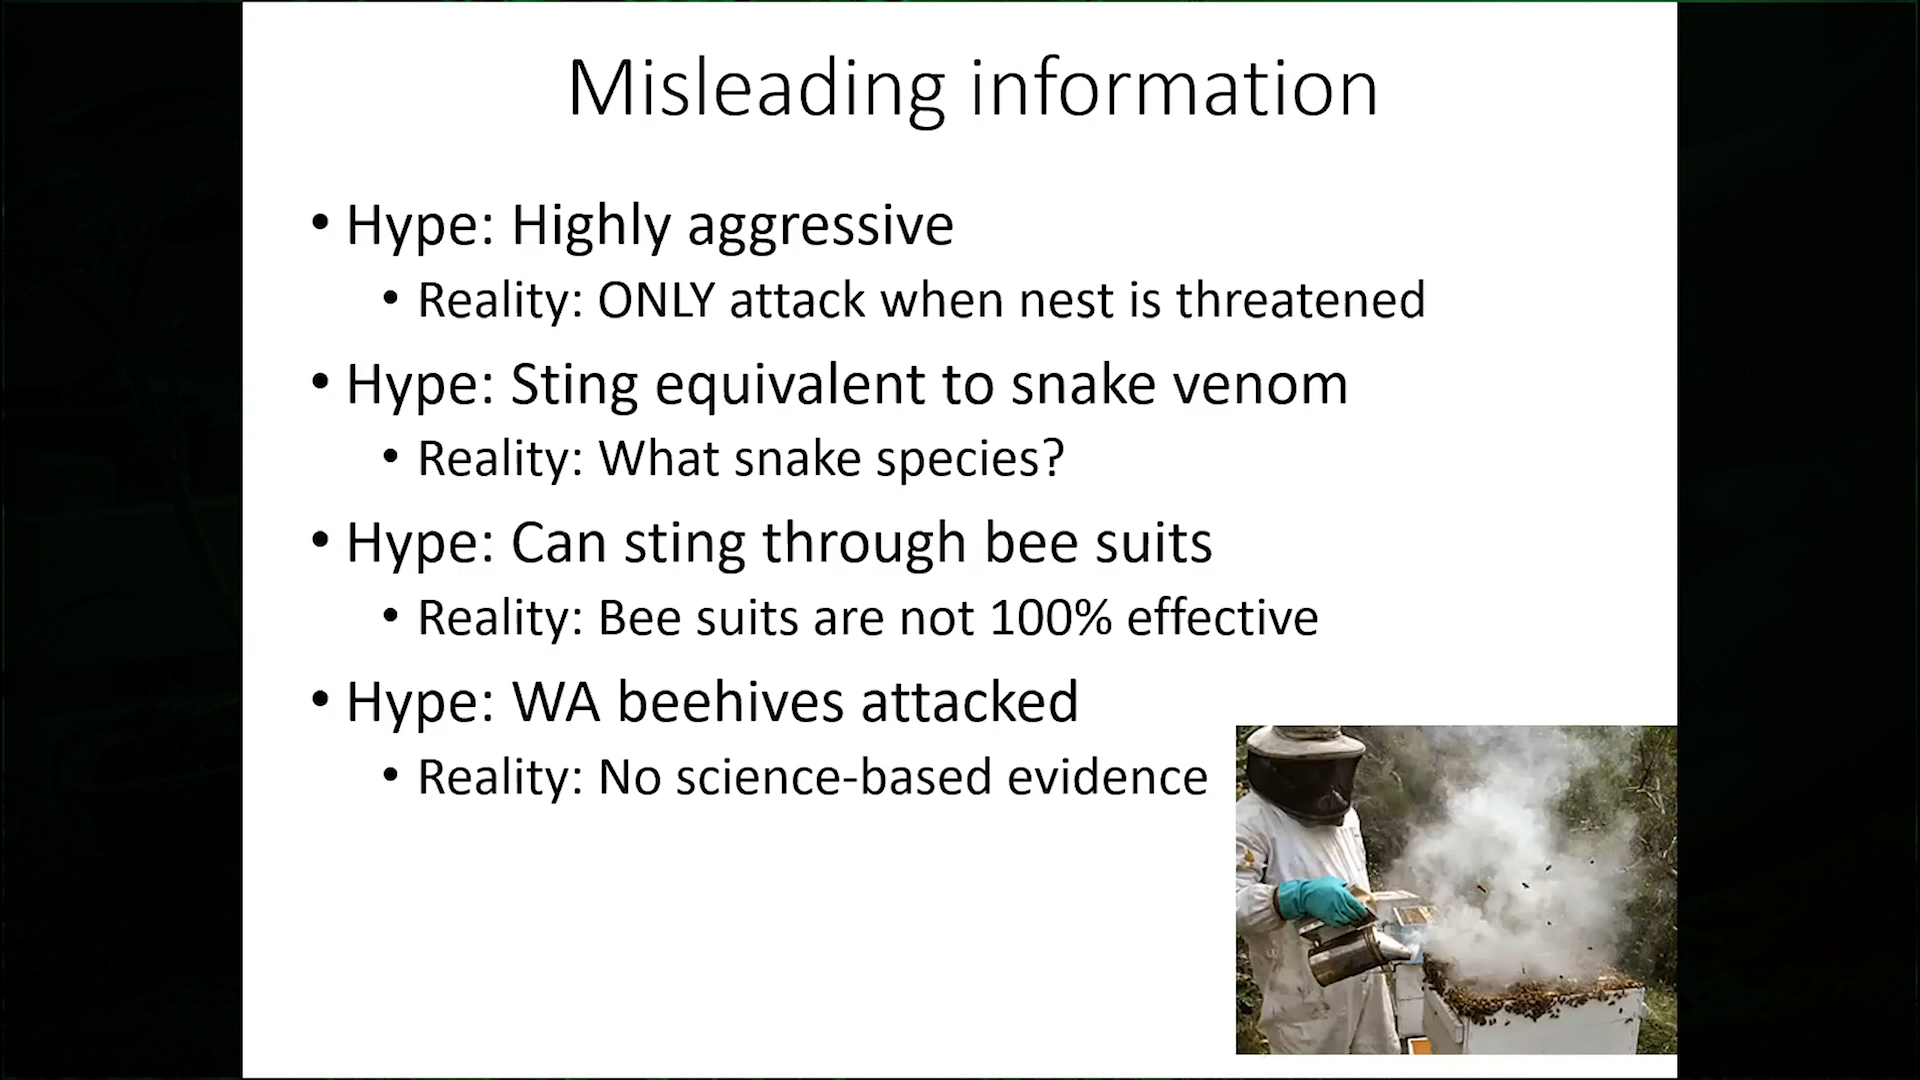 Misleading information
• Hype: Highly aggressive
• Reality: ONLY attack when nest is threatened
• Hype: Sting equivalent to snake venom
• Reality: What snake species?
• Hype: Can sting through bee suits
• Reality: Bee suits are not 100% effective
• Hype: WA beehives attacked
• Reality: No science-based evidence